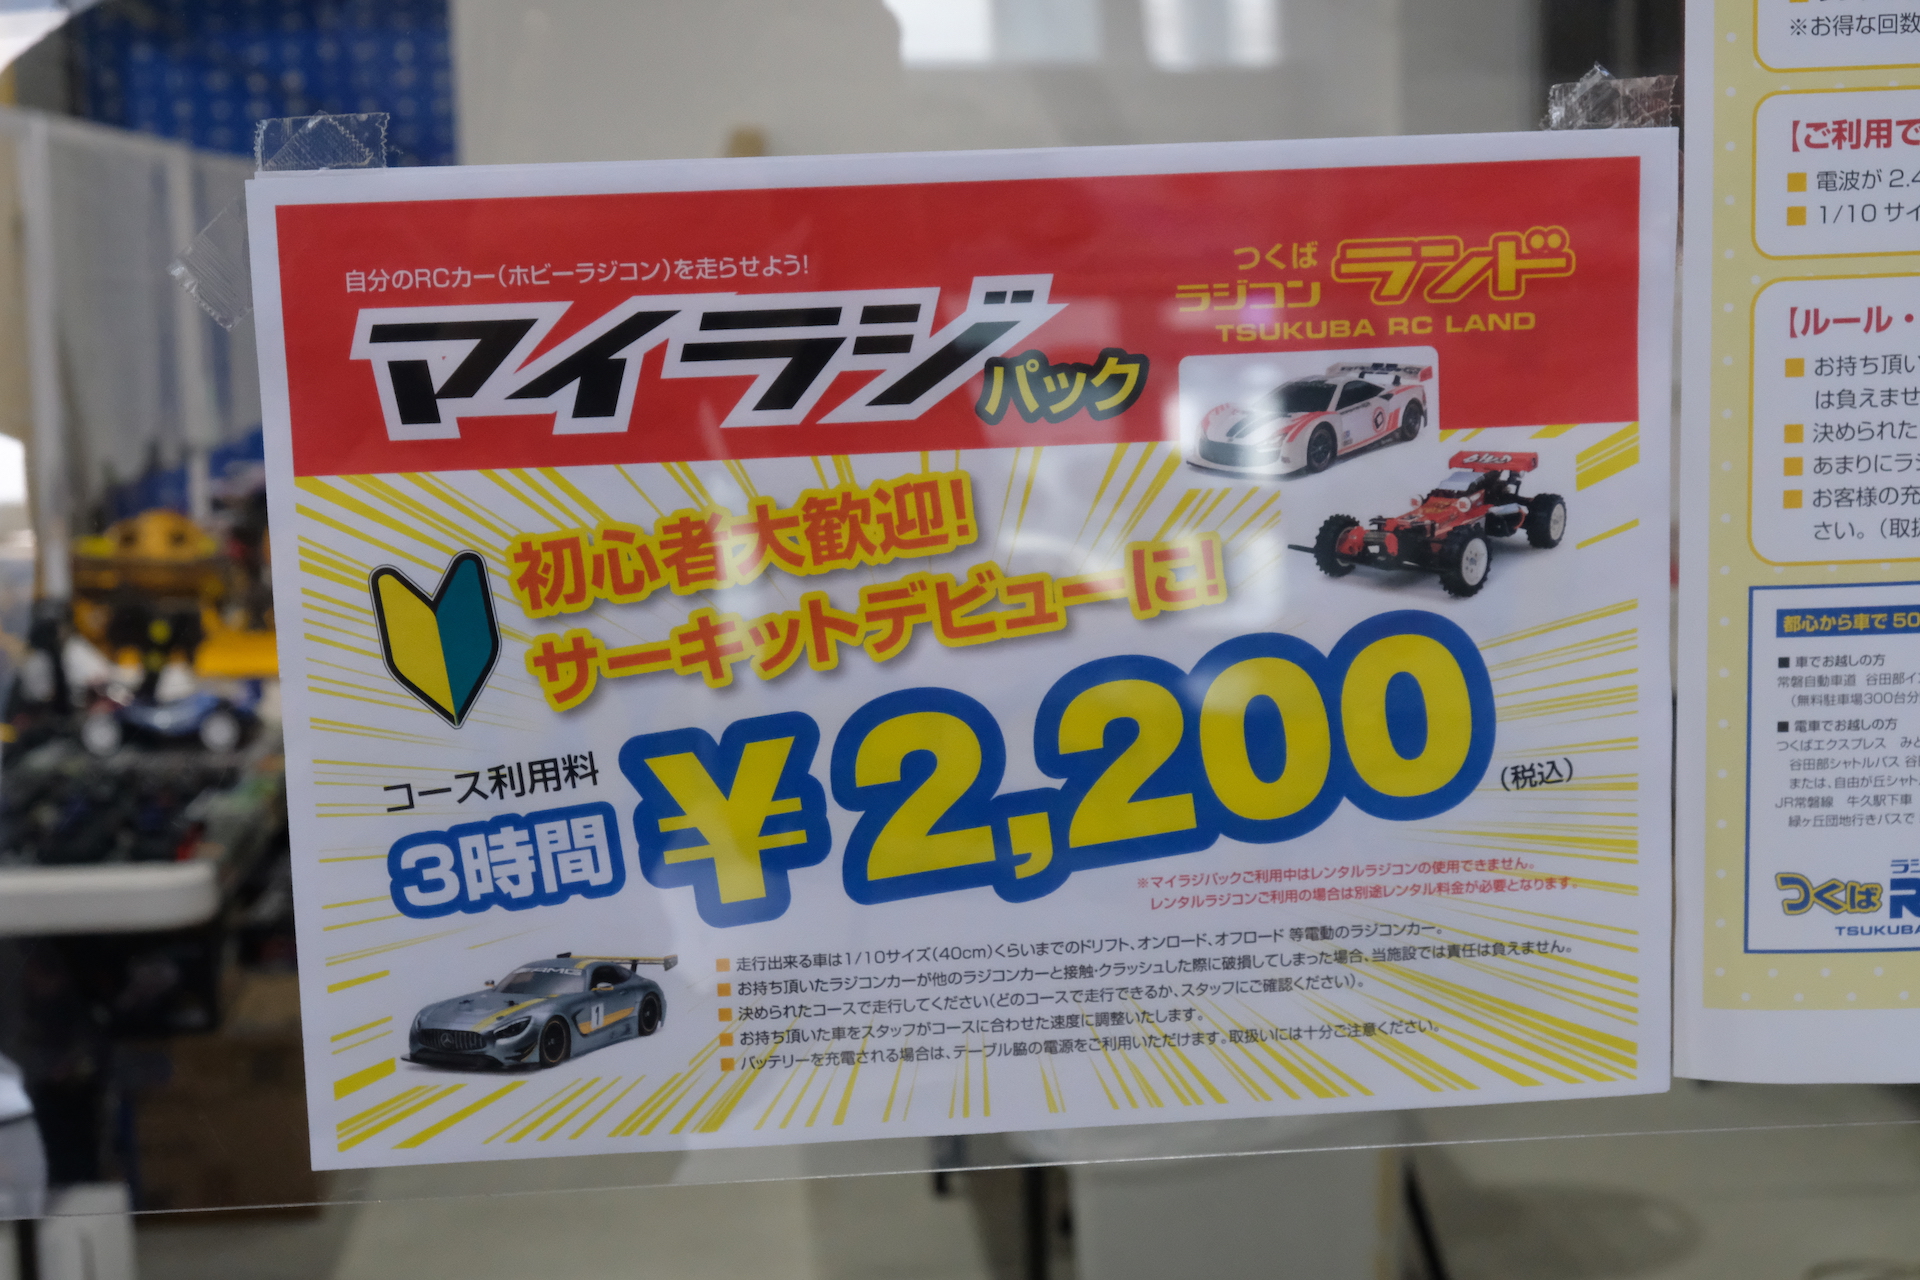 自分のRCカー(ホビーラジコン)を走らせよう!
マイラジパック
つくば
ラジコン ランド
TSUKUBA RC LAND
初心者大歓迎!
サーキットデビューに!
コース利用料
3時間 ¥2,200 (税込)
※マイラジパックご利用中はレンタルラジコンの使用できません。
レンタルラジコンご利用の場合は別途レンタル料金が必要となります。
■ 走行出来る車は1/10サイズ(40cm)くらいまでのドリフト、オンロード、オフロード 等電動のラジコンカー。
■ お持ち頂いたラジコンカーが他のラジコンカーと接触・クラッシュした際に破損してしまった場合、当施設では責任は負えません。
■ 決められたコースで走行してください(どのコースで走行できるか、スタッフにご確認ください)。
■ お持ち頂いた車をスタッフがコースに合わせた速度に調整いたします。
■ バッテリーを充電される場合は、テーブル脇の電源をご利用いただけます。取扱いには十分ご注意ください。
AMG
1
※お得な回数
【ご利用で
■ 電波が 2.4
■ 1/10 サイ
【ルール・
■ お持ち頂い
は負えませ
■ 決められた
■ あまりにラジ
■ お客様の充
さい。(取扱
都心から車で 50
■ 車でお越しの方
常磐自動車道 谷田部イン
(無料駐車場300台分
■ 電車でお越しの方
つくばエクスプレス みど
谷田部シャトルバス 谷田
または、自由が丘シャト
JR常磐線 牛久駅下車
緑ヶ丘団地行きバスで
つくば
TSUKUBA